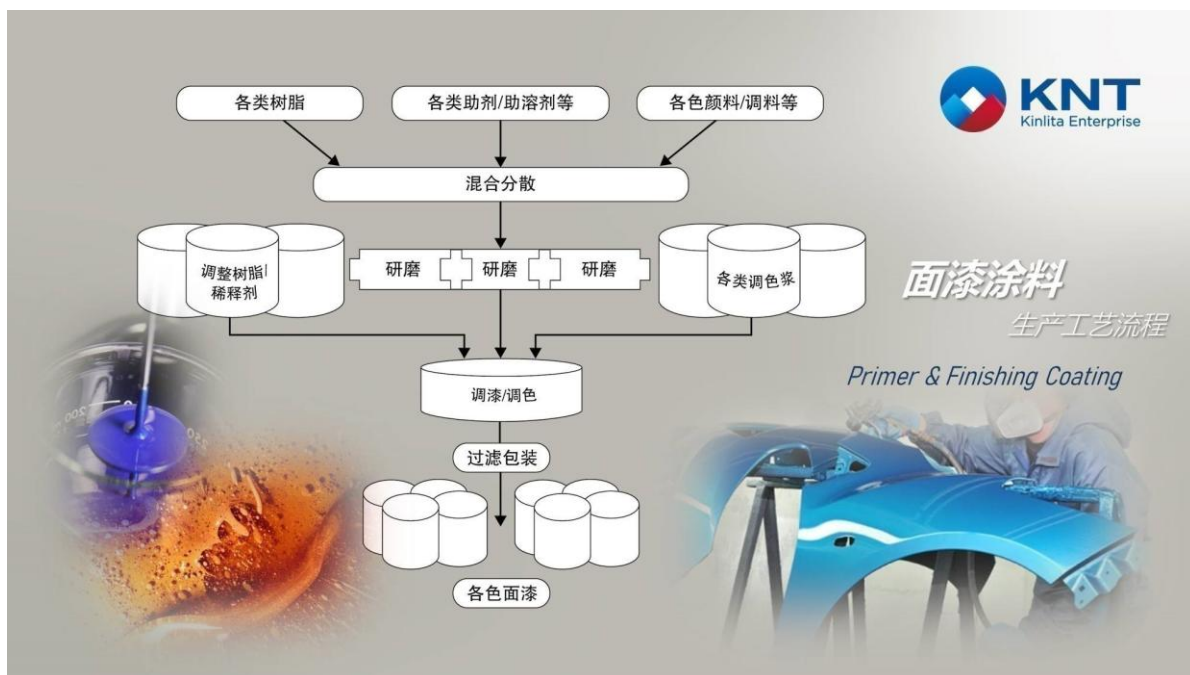 各类树脂
各类助剂/助溶剂等
各色颜料/调料等
KNT
Kinlita Enterprise
混合分散
调整树脂/
稀释剂
研磨
研磨
研磨
各类调色浆
面漆涂料
生产工艺流程
Primer & Finishing Coating
调漆/调色
过滤包装
各色面漆
200
250